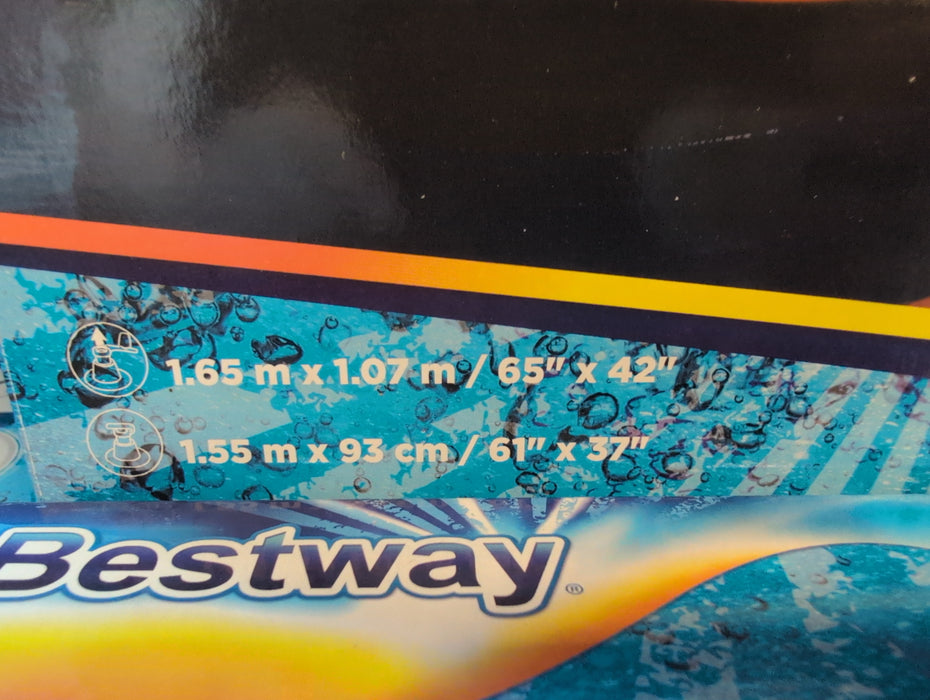 1.65 m x 1.07 m / 65" x 42"
1.55 m x 93 cm / 61" x 37"
Bestway®